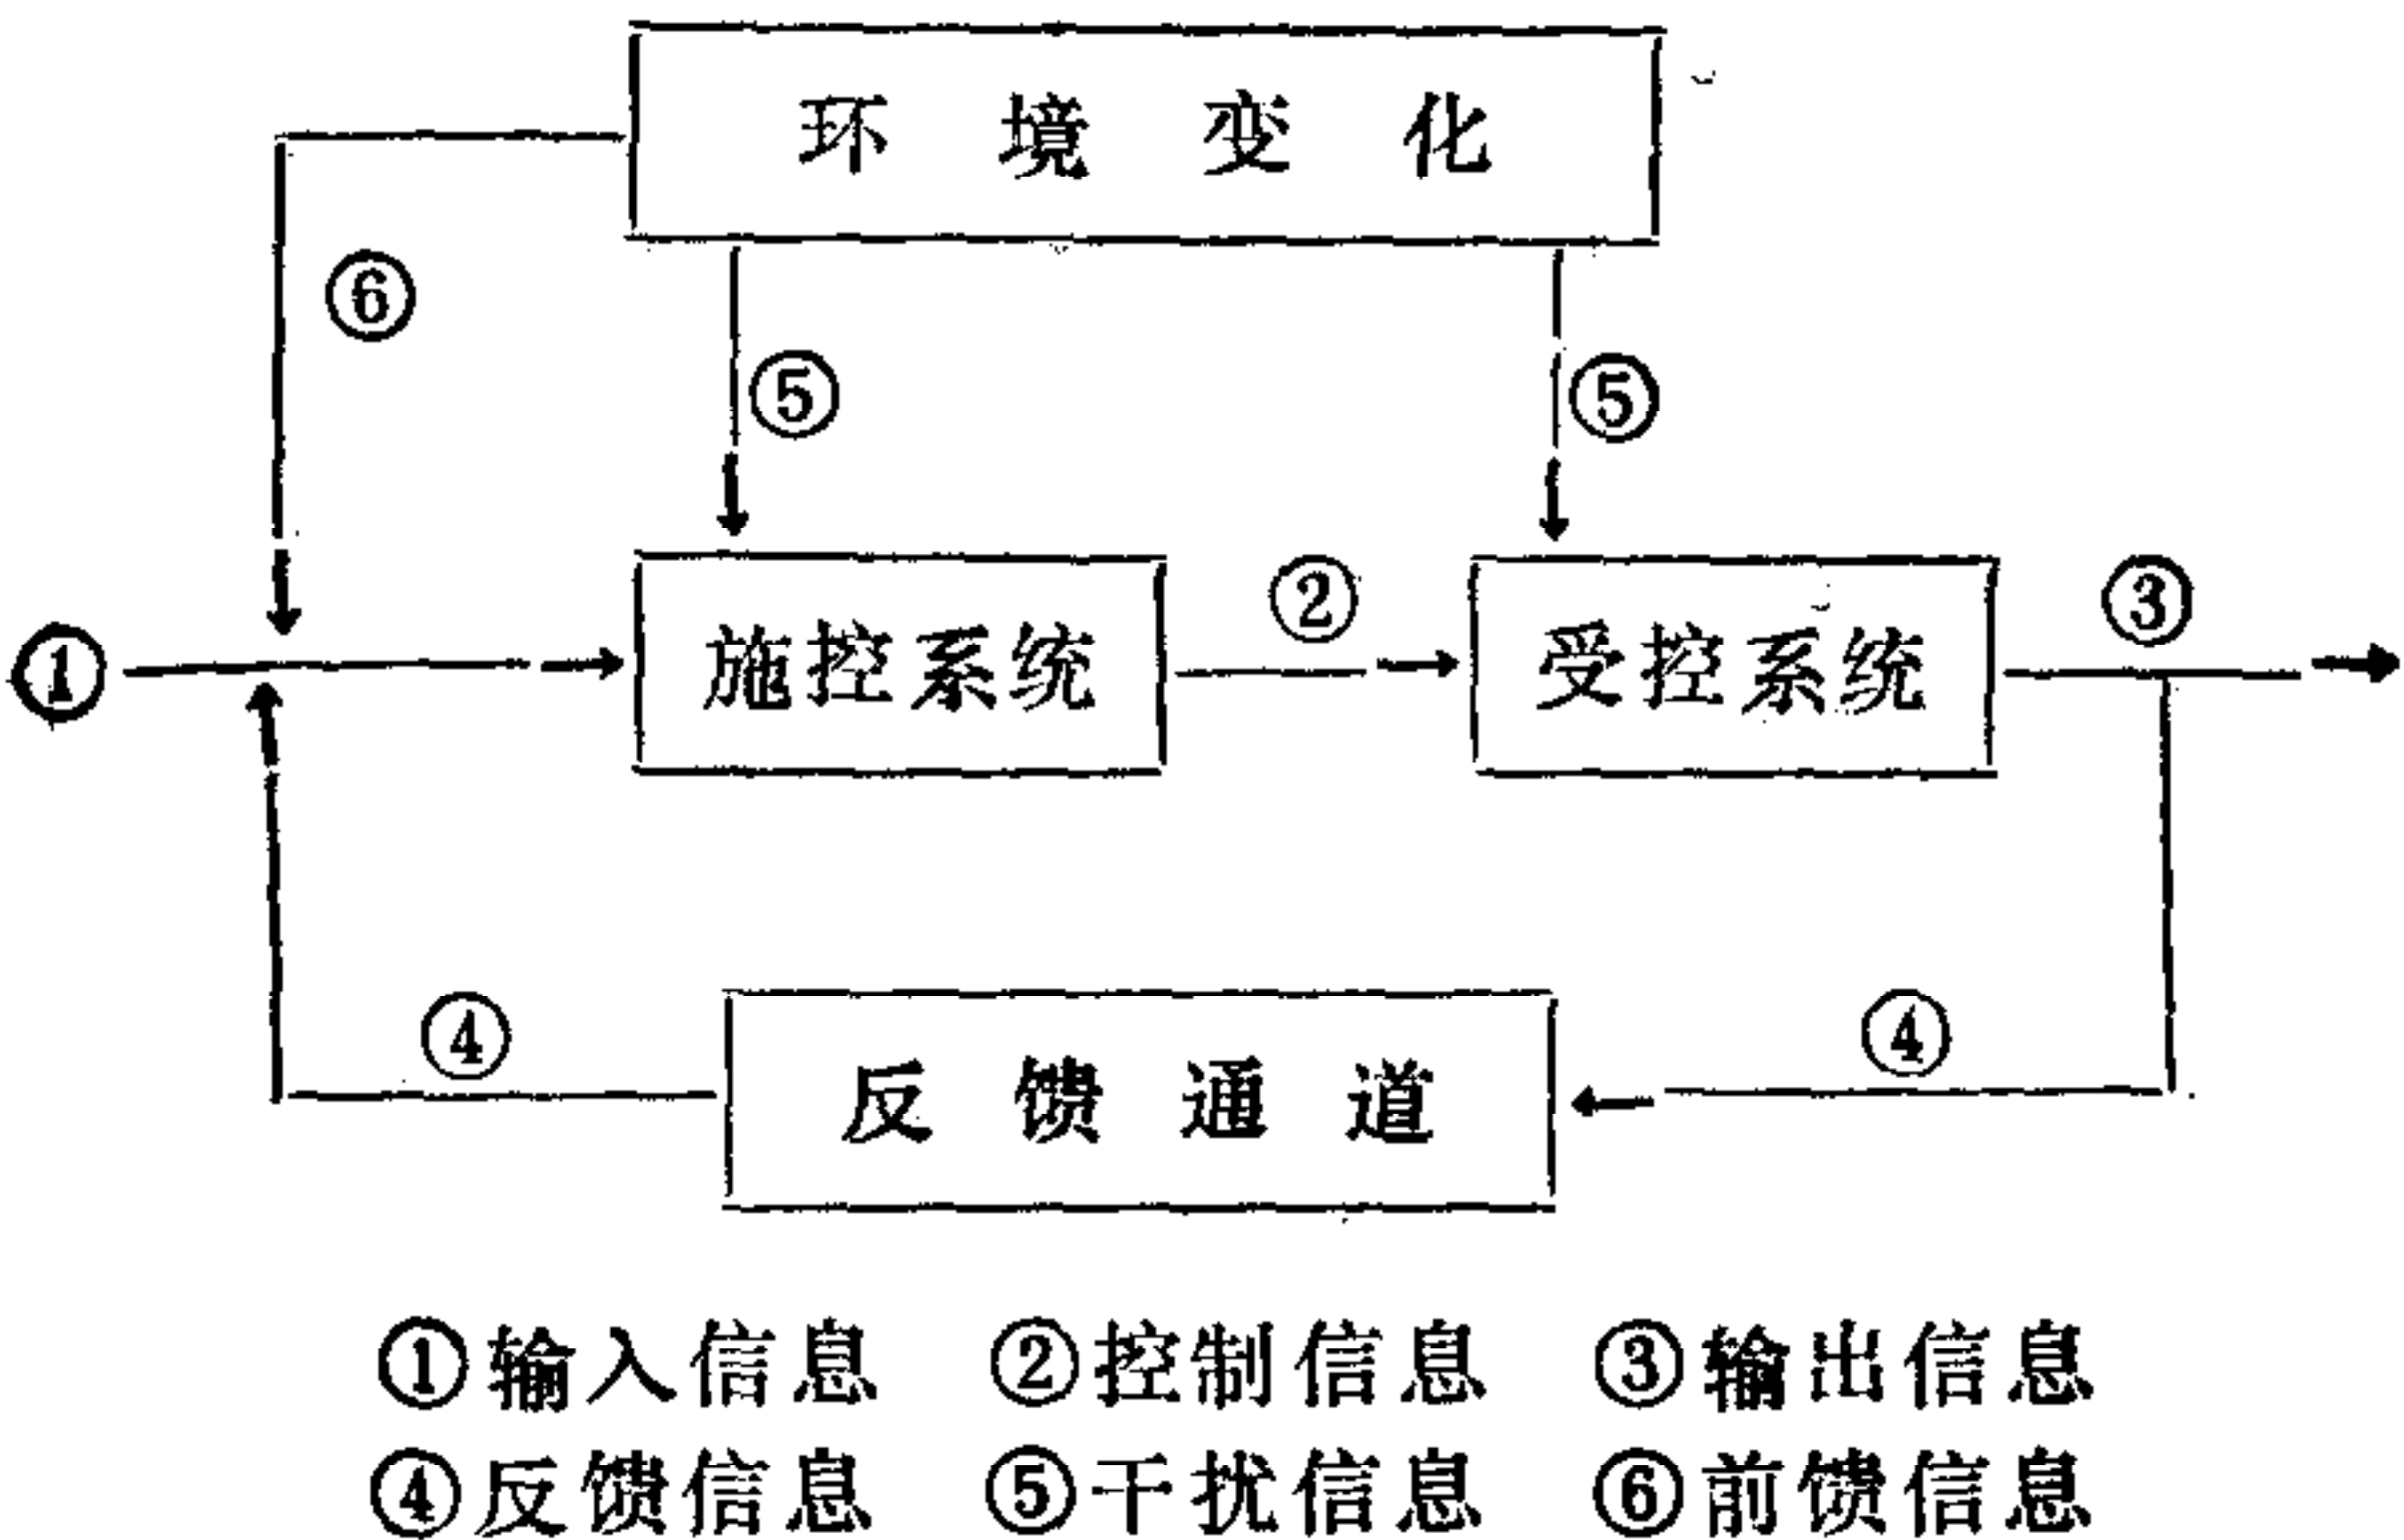 环境变化
⑥
⑤ ⑤
② ③
① 施控系统 受控系统
④ ④
反馈通道
①输入信息 ②控制信息 ③输出信息
④反馈信息 ⑤干扰信息 ⑥前馈信息